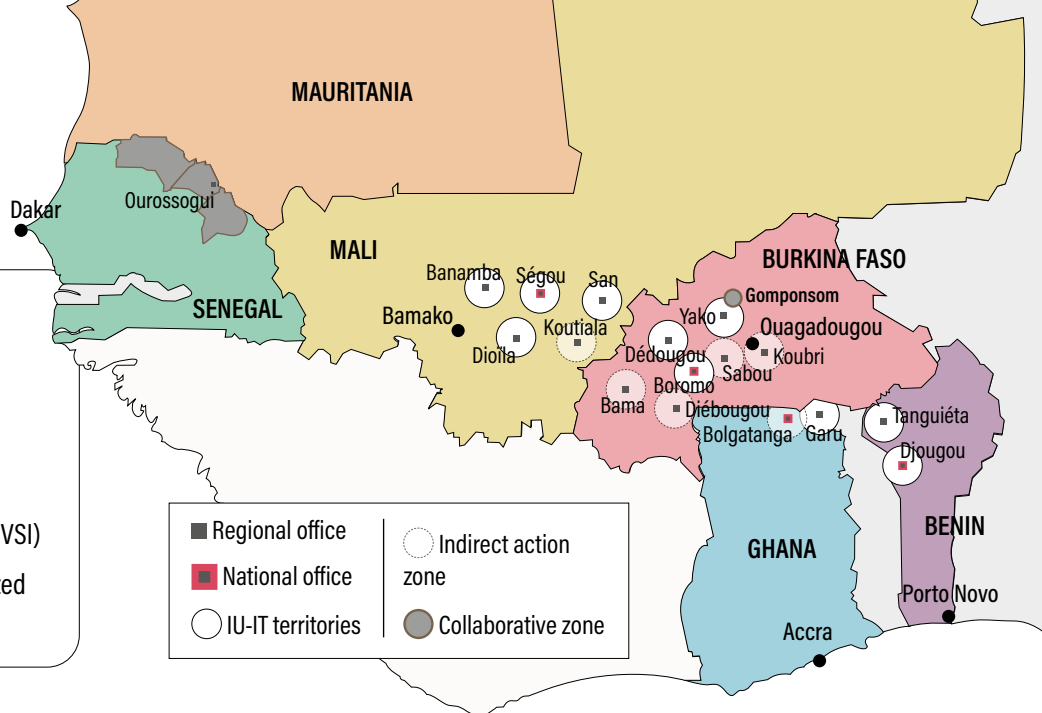 MAURITANIA
Ourossogui
Dakar
MALI
BURKINA FASO
Banamba
Ségou
San
SENEGAL
Gomponsom
Bamako
Yako
Koutiala
Ouagadougou
Dioïla
Dédougou
Koubri
Sabou
Boromo
Bama
Diébougou
Tanguiéta
Bolgatanga
Garu
Djougou
VSI)
Regional office
Indirect action
zone
National office
IU-IT territories
Collaborative zone
BENIN
GHANA
ted
Porto Novo
Accra